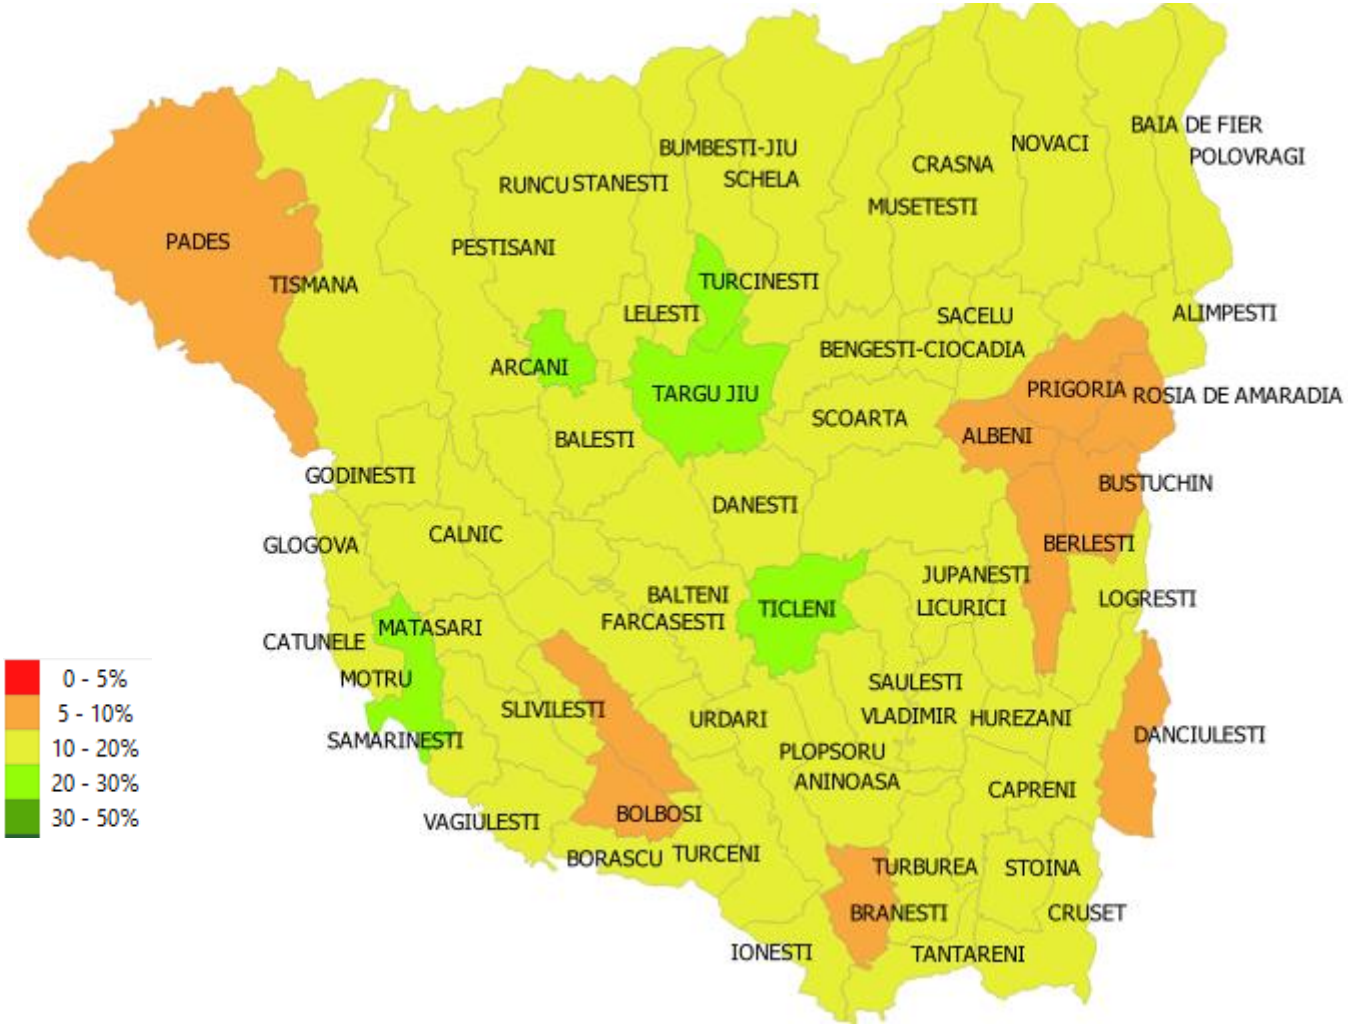 BAIA DE FIER
NOVACI
BUMBESTI-JIU
POLOVRAGI
CRASNA
SCHELA
RUNCU STANESTI
MUSETESTI
PADES
PESTISANI
TURCINESTI
TISMANA
LELESTI
SACELU
ALIMPESTI
BENGESTI-CIOCADIA
ARCANI
TARGU JIU
PRIGORIA
ROSIA DE AMARADIA
SCOARTA
BALESTI
ALBENI
GODINESTI
BUSTUCHIN
DANESTI
CALNIC
GLOGOVA
BERLESTI
JUPANESTI
BALTENI
LOGRESTI
TICLENI
LICURICI
FARCASESTI
MATASARI
CATUNELE
MOTRU
SAULESTI
SLIVILESTI
URDARI
VLADIMIR
HUREZANI
DANCIULESTI
SAMARINESTI
PLOPSORU
ANINOASA
CAPRENI
BOLBOSI
VAGIULESTI
BORASCU
TURCENI
TURBUREA
STOINA
BRANESTI
CRUSET
IONESTI
TANTARENI
0 - 5%
5 - 10%
10 - 20%
20 - 30%
30 - 50%